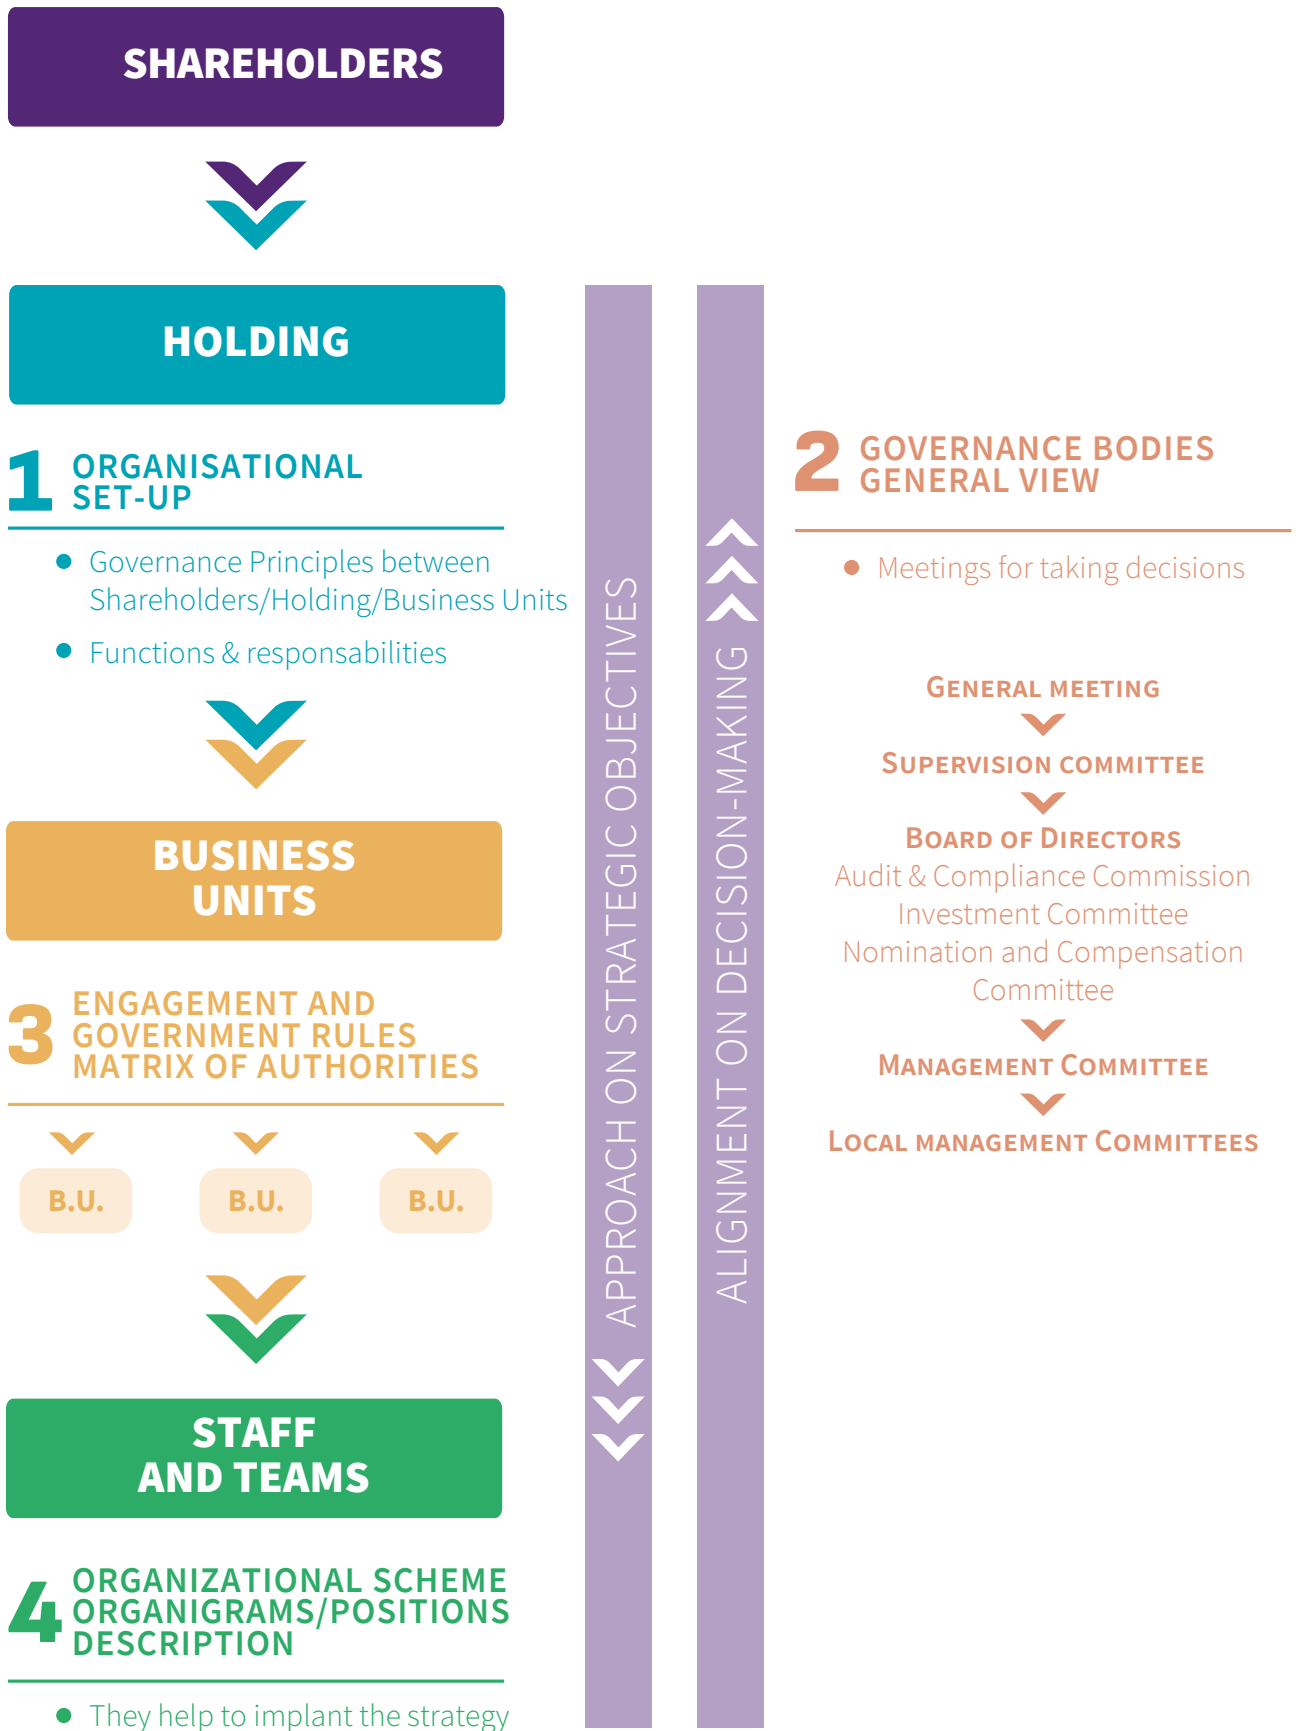 SHAREHOLDERS
HOLDING
1 ORGANISATIONAL
SET-UP
• Governance Principles between
Shareholders/Holding/Business Units
• Functions & responsabilities
BUSINESS
UNITS
3 ENGAGEMENT AND
GOVERNMENT RULES
MATRIX OF AUTHORITIES
B.U.
B.U.
B.U.
STAFF
AND TEAMS
4 ORGANIZATIONAL SCHEME
ORGANIGRAMS/POSITIONS
DESCRIPTION
• They help to implant the strategy
APPROACH ON STRATEGIC OBJECTIVES
ALIGNMENT ON DECISION-MAKING
2 GOVERNANCE BODIES
GENERAL VIEW
• Meetings for taking decisions
GENERAL MEETING
SUPERVISION COMMITTEE
BOARD OF DIRECTORS
Audit & Compliance Commission
Investment Committee
Nomination and Compensation
Committee
MANAGEMENT COMMITTEE
LOCAL MANAGEMENT COMMITTEES